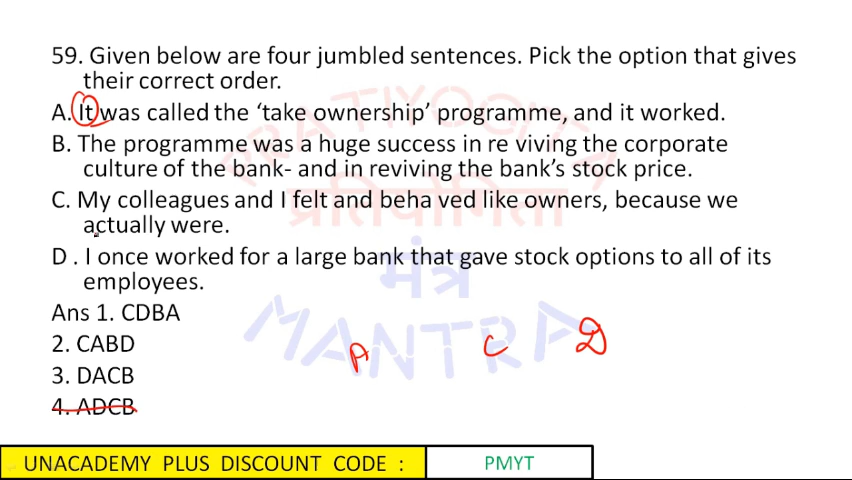 59. Given below are four jumbled sentences. Pick the option that gives
their correct order.
A. It was called the ‘take ownership’ programme, and it worked.
B. The programme was a huge success in re viving the corporate
culture of the bank- and in reviving the bank’s stock price.
C. My colleagues and I felt and beha ved like owners, because we
actually were.
D . I once worked for a large bank that gave stock options to all of its
employees.
Ans 1. CDBA
2. CABD
3. DACB
4. ADCB
A C D
PRATIYOGITA
प्रतियोगिता
मंत्र
MANTRA
UNACADEMY PLUS DISCOUNT CODE :
PMYT